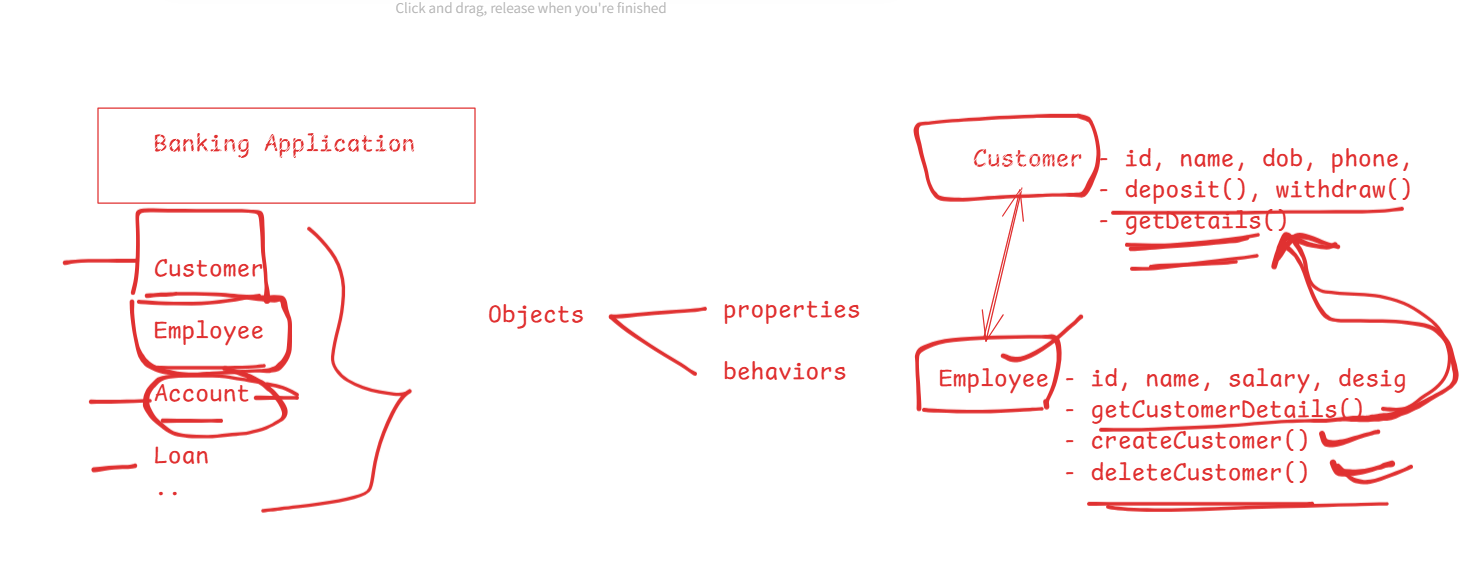 Click and drag, release when you're finished
Banking Application
Customer
Employee
Account
Loan
..
Objects
properties
behaviors
Customer - id, name, dob, phone,
- deposit(), withdraw()
- getDetails()
Employee - id, name, salary, desig
- getCustomerDetails()
- createCustomer()
- deleteCustomer()